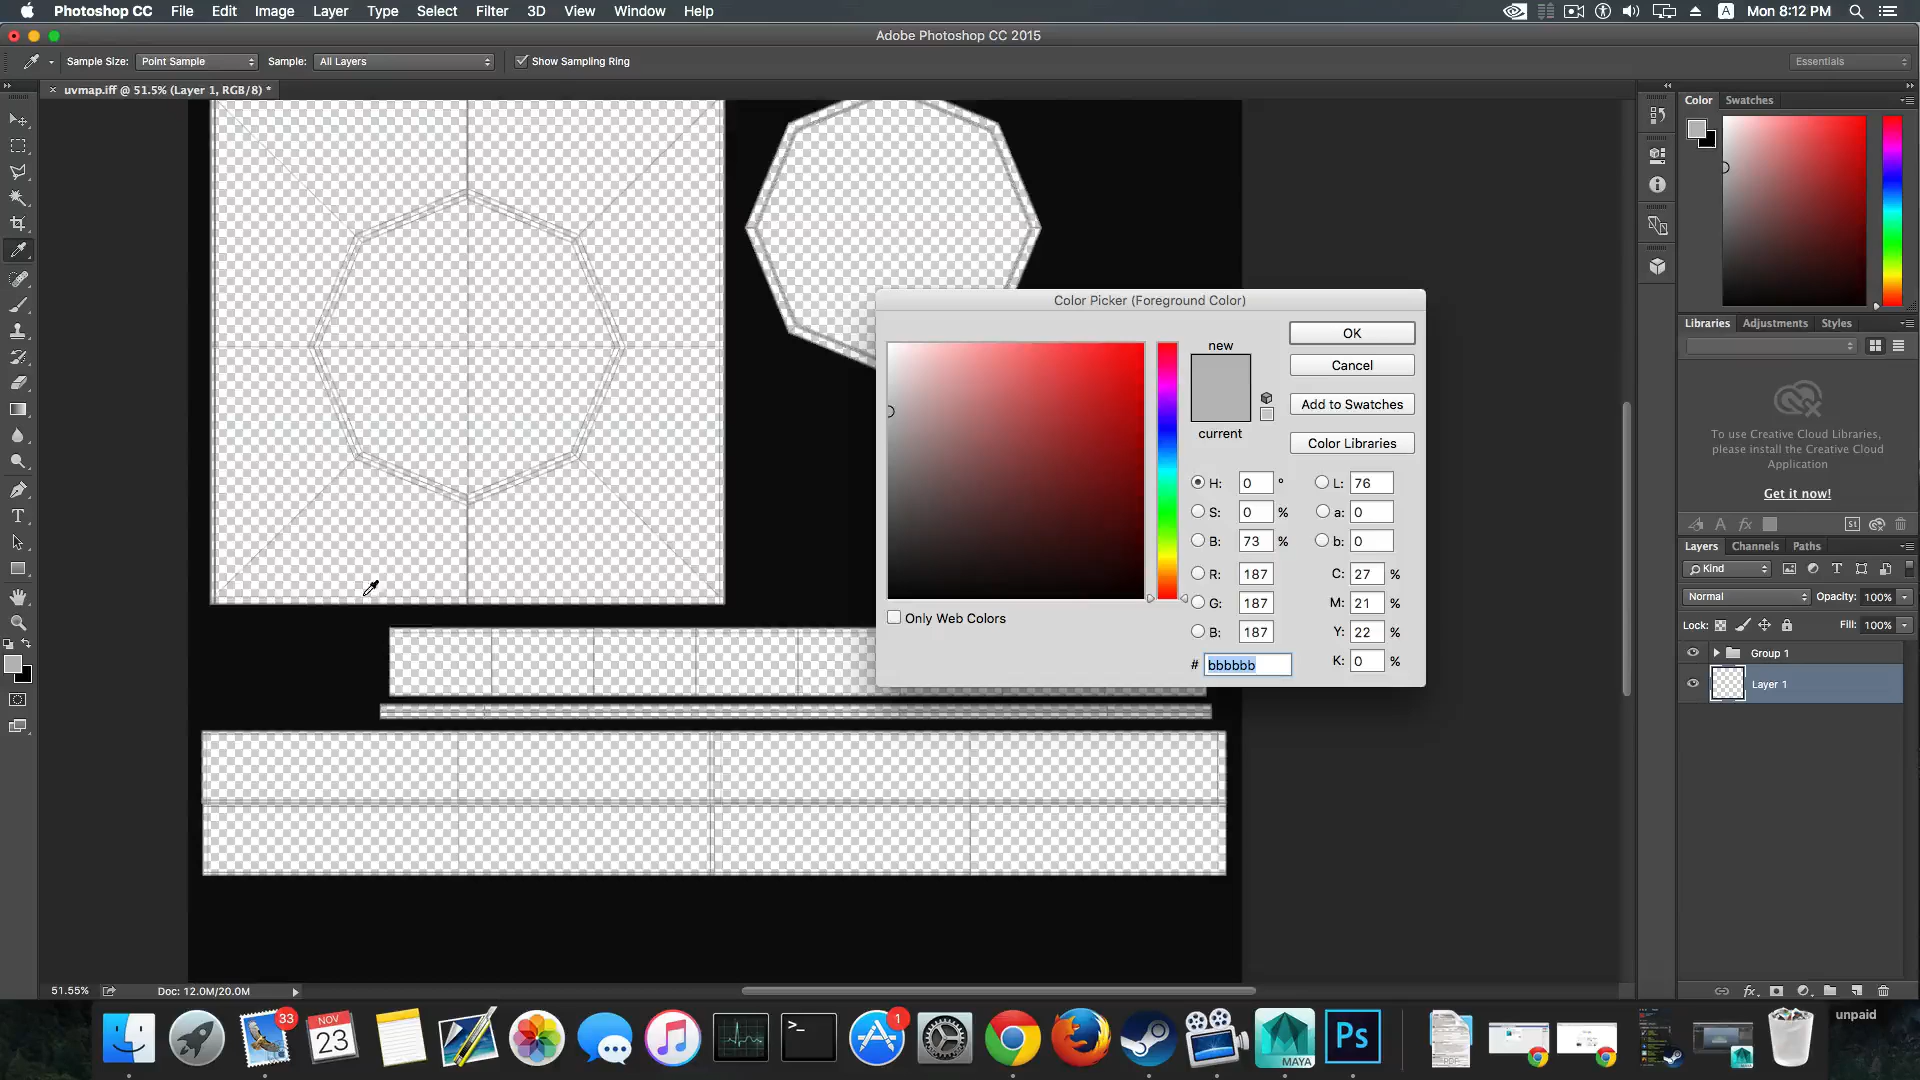 Photoshop CC File Edit Image Layer Type Select Filter 3D View Window Help Mon 8:12 PM
Adobe Photoshop CC 2015
Sample Size: Point Sample Sample: All Layers Show Sampling Ring Essentials
uvmap.iff @ 51.5% (Layer 1, RGB/8) *
Color Swatches
Color Picker (Foreground Color)
new
current
OK
Cancel
Add to Swatches
Color Libraries
H: 0 °
S: 0 %
B: 73 %
R: 187
G: 187
B: 187
# bbbbbb
L: 76
a: 0
b: 0
C: 27 %
M: 21 %
Y: 22 %
K: 0 %
Only Web Colors
Libraries Adjustments Styles
To use Creative Cloud Libraries,
please install the Creative Cloud
Application
Get it now!
St
Layers Channels Paths
Kind
Normal Opacity: 100%
Lock: Fill: 100%
Group 1
Layer 1
51.55% Doc: 12.0M/20.0M
33
NOV
23
1
MAYA
Ps
PDF
unpaid